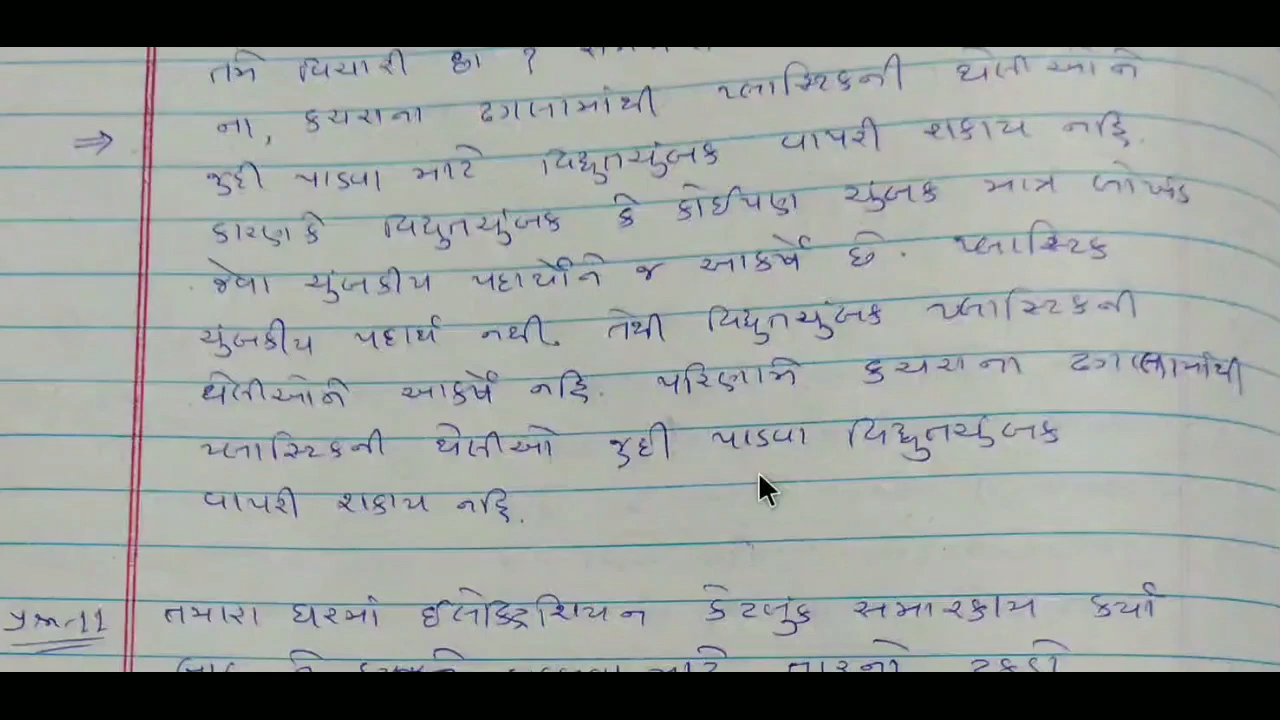 તમે વિચારી છો ?
⇒ ના, કચરાના ઢગલામાંથી પ્લાસ્ટિકની થેલીઓને
જુદી પાડવા માટે વિદ્યુતચુંબક વાપરી શકાય નહિ.
કારણ કે વિદ્યુતચુંબક કે કોઈપણ ચુંબક માત્ર લોખંડ
જેવા ચુંબકીય પદાર્થોને જ આકર્ષે છે. પ્લાસ્ટિક
ચુંબકીય પદાર્થ નથી. તેથી વિદ્યુતચુંબક પ્લાસ્ટિકની
થેલીઓને આકર્ષે નહિ. પરિણામે કચરાના ઢગલામાંથી
પ્લાસ્ટિકની થેલીઓ જુદી પાડવા વિદ્યુતચુંબક
વાપરી શકાય નહિ.
પ્રશ્ન-11 તમારા ઘરમાં ઈલેક્ટ્રિશિયન કેટલુંક સમારકામ કર્યા